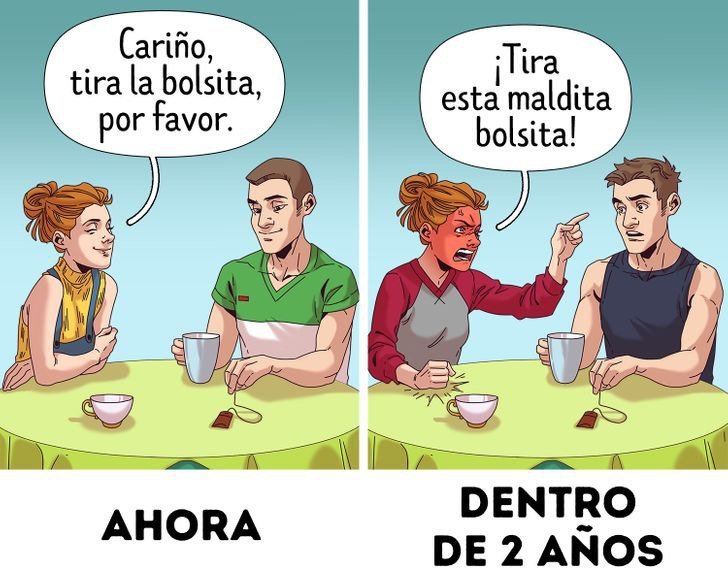 Cariño,
tira la bolsita,
por favor.
¡Tira
esta maldita
bolsita!
AHORA
DENTRO
DE 2 AÑOS